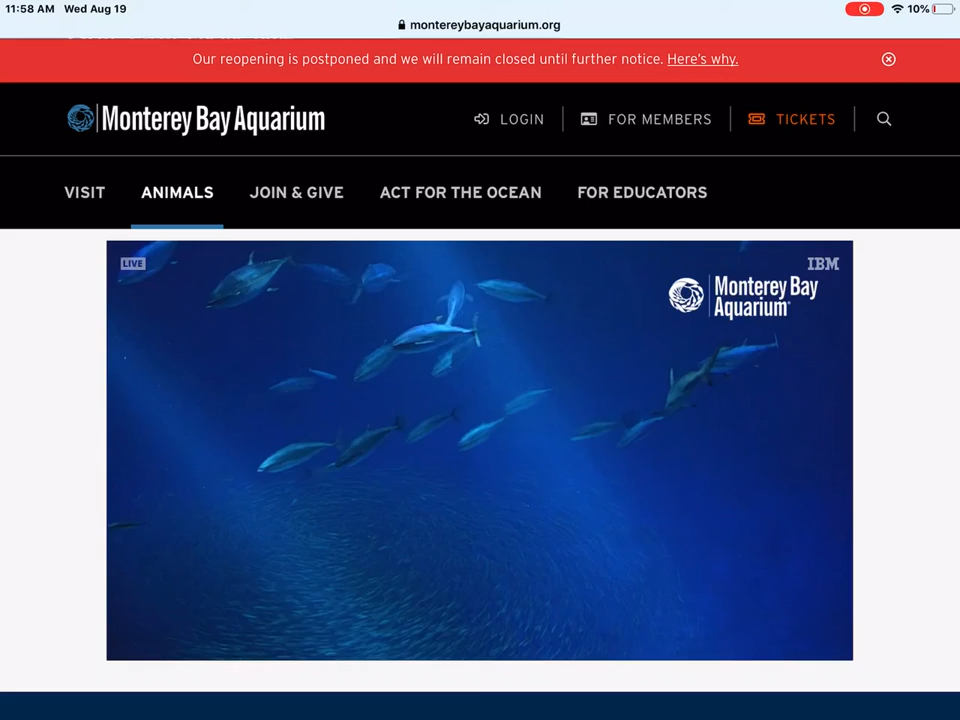 11:58 AM Wed Aug 19
10%
montereybayaquarium.org
Our reopening is postponed and we will remain closed until further notice. Here's why.
Monterey Bay Aquarium
LOGIN
FOR MEMBERS
TICKETS
VISIT
ANIMALS
JOIN & GIVE
ACT FOR THE OCEAN
FOR EDUCATORS
LIVE
IBM
Monterey Bay
Aquarium